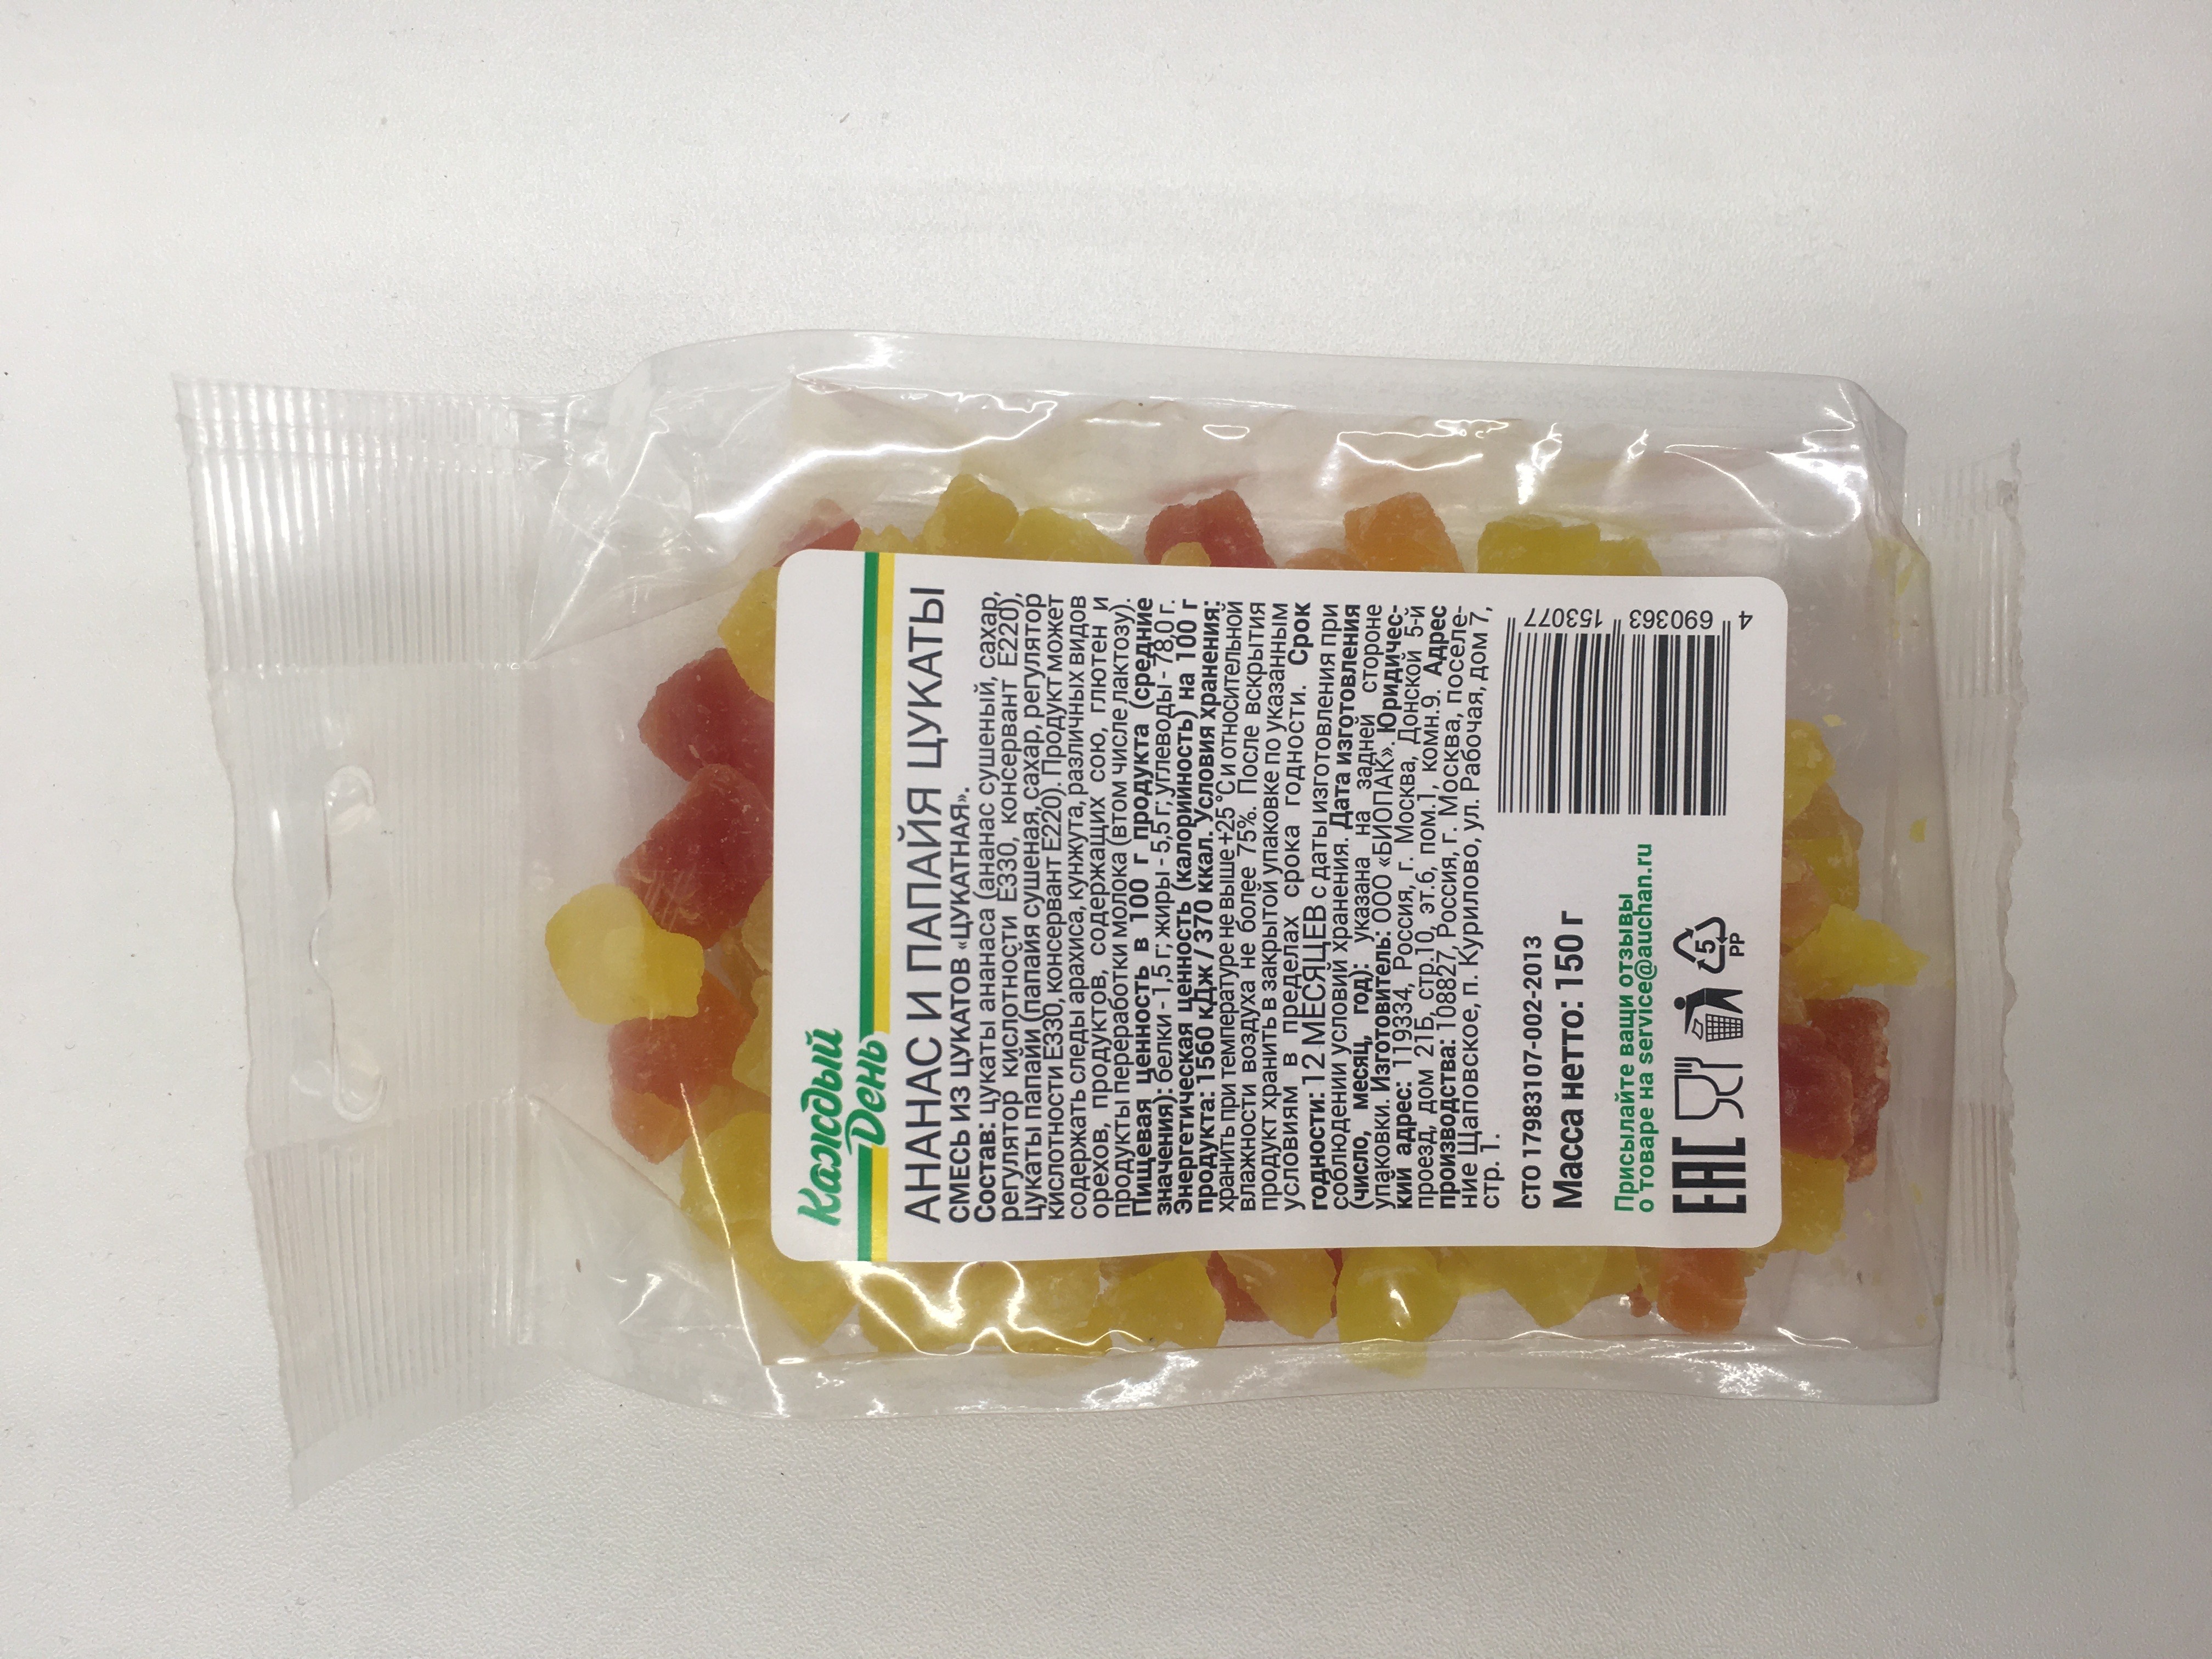 Каждый
День
АНАНАС И ПАПАЙЯ ЦУКАТЫ
СМЕСЬ ИЗ ЦУКАТОВ «ЦУКАТНАЯ».
Состав: цукаты ананаса (ананас сушеный, сахар,
регулятор кислотности Е330, консервант Е220),
цукаты папайи (папайя сушеная, сахар, регулятор
кислотности Е330, консервант Е220). Продукт может
содержать следы арахиса, кунжута, различных видов
орехов, продуктов, содержащих сою, глютен и
продукты переработки молока (в том числе лактозу).
Пищевая ценность в 100 г продукта (средние
значения): белки - 1,5 г; жиры - 5,5 г; углеводы - 78,0 г.
Энергетическая ценность (калорийность) на 100 г
продукта: 1560 кДж / 370 ккал. Условия хранения:
хранить при температуре не выше +25 °С и относительной
влажности воздуха не более 75%. После вскрытия
продукт хранить в закрытой упаковке по указанным
условиям в пределах срока годности. Срок
годности: 12 МЕСЯЦЕВ с даты изготовления при
соблюдении условий хранения. Дата изготовления
(число, месяц, год): указана на задней стороне
упаковки. Изготовитель: ООО «БИОПАК». Юридичес-
кий адрес: 119334, Россия, г. Москва, Донской 5-й
проезд, дом 21Б, стр.10, эт.6, пом.1, комн.9. Адрес
производства: 108827, Россия, г. Москва, поселе-
ние Щаповское, п. Курилово, ул. Рабочая, дом 7,
стр. 1.
СТО 17983107-002-2013
Масса нетто: 150 г
Присылайте ваши отзывы
о товаре на service@auchan.ru
EAC
5
PP
4 690363 153077